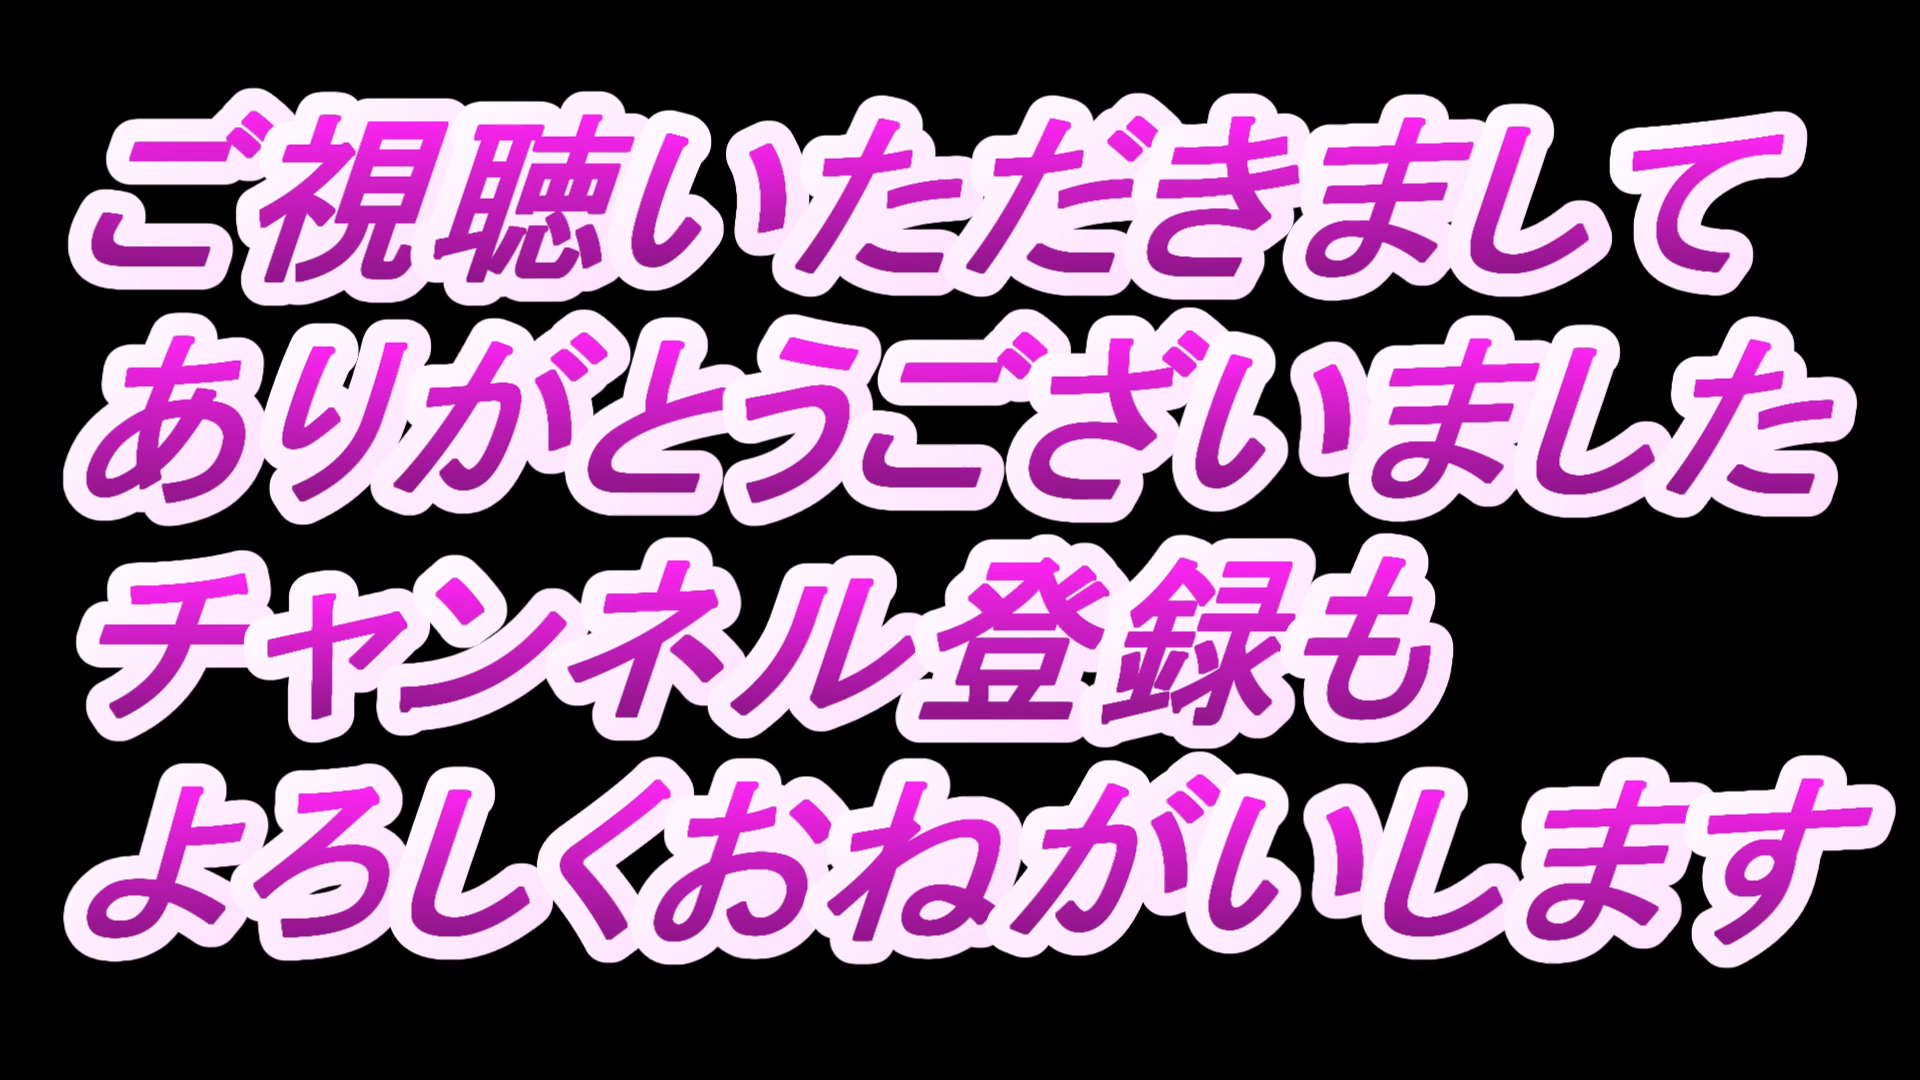 ご視聴いただきまして
ありがとうございました
チャンネル登録も
よろしくおねがいします